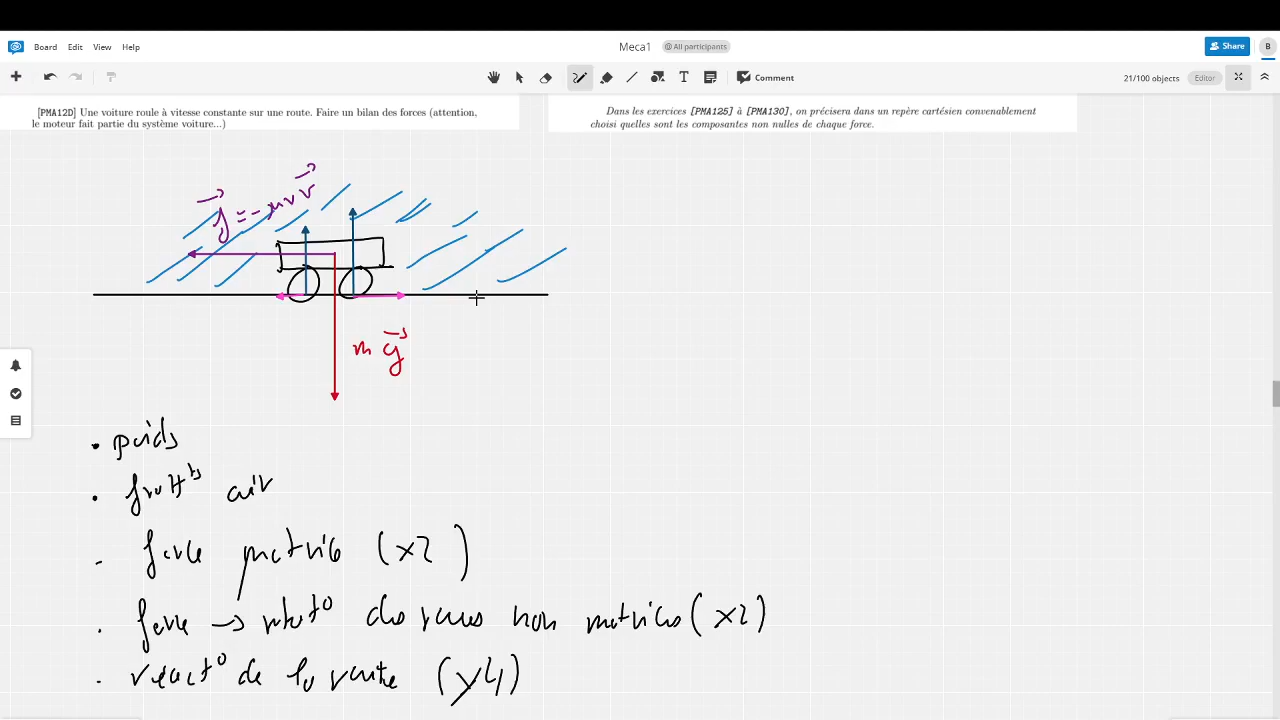 Board Edit View Help
Meca1
@ All participants
Share
B
T
Comment
21/100 objects
Editor
[PMA12D] Une voiture roule à vitesse constante sur une route. Faire un bilan des forces (attention,
le moteur fait partie du système voiture...)
Dans les exercices [PMA125] à [PMA130], on précisera dans un repère cartésien convenablement
choisi quelles sont les composantes non nulles de chaque force.
f = - μ v v
m g
• poids
• frott^ts air
- force motrice (x2)
. force → rotat° des roues non motrices (x2)
- react° de la route (x4)